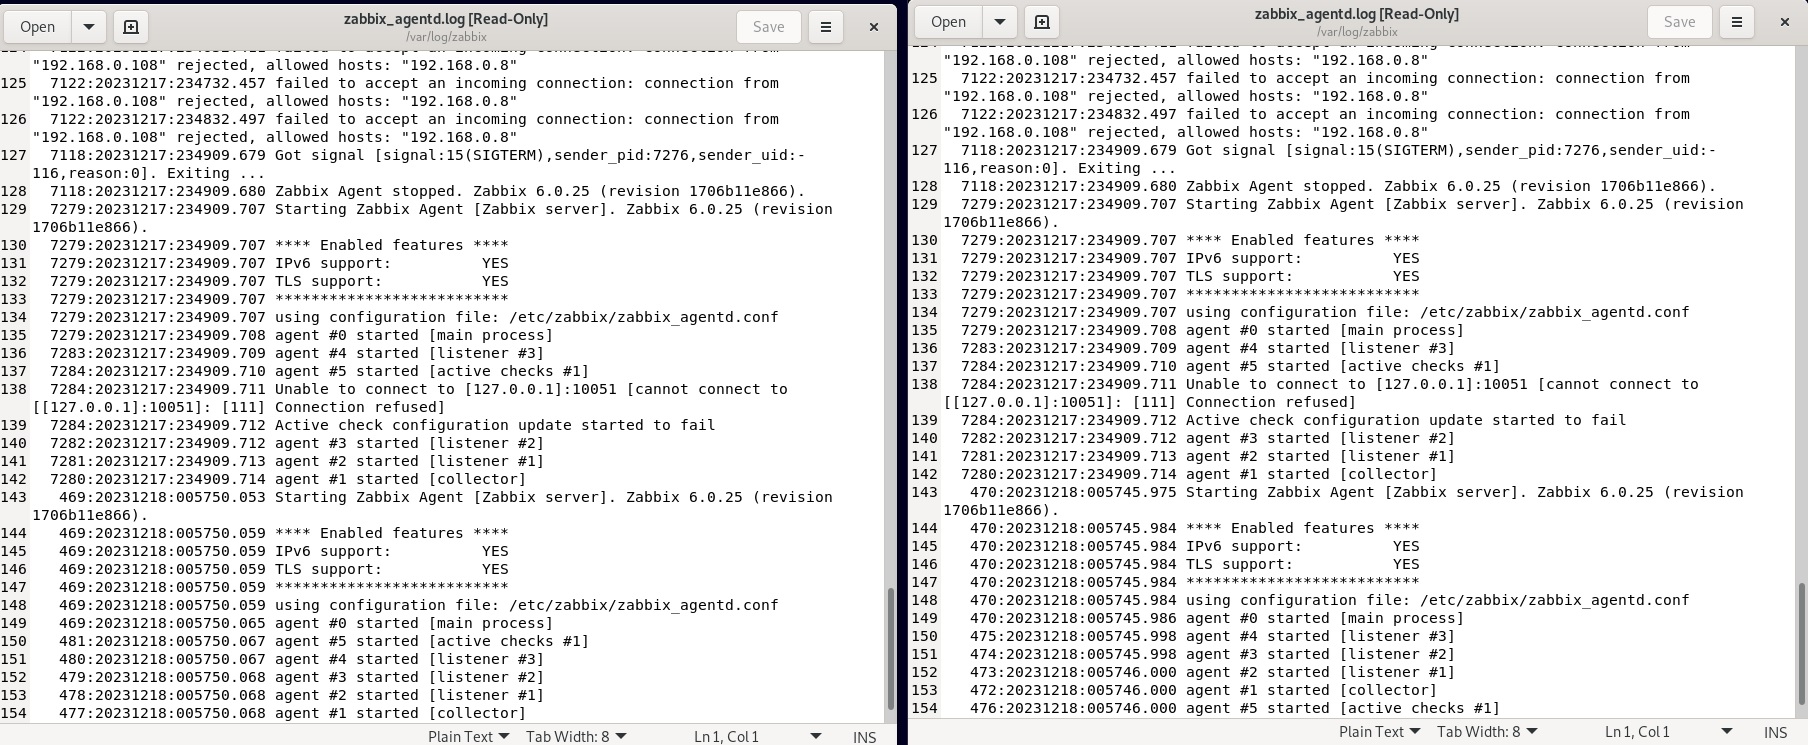 Open
zabbix_agentd.log [Read-Only]
/var/log/zabbix
Save
"192.168.0.108" rejected, allowed hosts: "192.168.0.8"
125 7122:20231217:234732.457 failed to accept an incoming connection: connection from
"192.168.0.108" rejected, allowed hosts: "192.168.0.8"
126 7122:20231217:234832.497 failed to accept an incoming connection: connection from
"192.168.0.108" rejected, allowed hosts: "192.168.0.8"
127 7118:20231217:234909.679 Got signal [signal:15(SIGTERM),sender_pid:7276,sender_uid:-
116,reason:0]. Exiting ...
128 7118:20231217:234909.680 Zabbix Agent stopped. Zabbix 6.0.25 (revision 1706b11e866).
129 7279:20231217:234909.707 Starting Zabbix Agent [Zabbix server]. Zabbix 6.0.25 (revision
1706b11e866).
130 7279:20231217:234909.707 **** Enabled features ****
131 7279:20231217:234909.707 IPv6 support: YES
132 7279:20231217:234909.707 TLS support: YES
133 7279:20231217:234909.707 **************************
134 7279:20231217:234909.707 using configuration file: /etc/zabbix/zabbix_agentd.conf
135 7279:20231217:234909.708 agent #0 started [main process]
136 7283:20231217:234909.709 agent #4 started [listener #3]
137 7284:20231217:234909.710 agent #5 started [active checks #1]
138 7284:20231217:234909.711 Unable to connect to [127.0.0.1]:10051 [cannot connect to
[[127.0.0.1]:10051]: [111] Connection refused]
139 7284:20231217:234909.712 Active check configuration update started to fail
140 7282:20231217:234909.712 agent #3 started [listener #2]
141 7281:20231217:234909.713 agent #2 started [listener #1]
142 7280:20231217:234909.714 agent #1 started [collector]
143 469:20231218:005750.053 Starting Zabbix Agent [Zabbix server]. Zabbix 6.0.25 (revision
1706b11e866).
144 469:20231218:005750.059 **** Enabled features ****
145 469:20231218:005750.059 IPv6 support: YES
146 469:20231218:005750.059 TLS support: YES
147 469:20231218:005750.059 **************************
148 469:20231218:005750.059 using configuration file: /etc/zabbix/zabbix_agentd.conf
149 469:20231218:005750.065 agent #0 started [main process]
150 481:20231218:005750.067 agent #5 started [active checks #1]
151 480:20231218:005750.067 agent #4 started [listener #3]
152 479:20231218:005750.068 agent #3 started [listener #2]
153 478:20231218:005750.068 agent #2 started [listener #1]
154 477:20231218:005750.068 agent #1 started [collector]
Plain Text Tab Width: 8 Ln 1, Col 1 INS
Open
zabbix_agentd.log [Read-Only]
/var/log/zabbix
Save
"192.168.0.108" rejected, allowed hosts: "192.168.0.8"
125 7122:20231217:234732.457 failed to accept an incoming connection: connection from
"192.168.0.108" rejected, allowed hosts: "192.168.0.8"
126 7122:20231217:234832.497 failed to accept an incoming connection: connection from
"192.168.0.108" rejected, allowed hosts: "192.168.0.8"
127 7118:20231217:234909.679 Got signal [signal:15(SIGTERM),sender_pid:7276,sender_uid:-
116,reason:0]. Exiting ...
128 7118:20231217:234909.680 Zabbix Agent stopped. Zabbix 6.0.25 (revision 1706b11e866).
129 7279:20231217:234909.707 Starting Zabbix Agent [Zabbix server]. Zabbix 6.0.25 (revision
1706b11e866).
130 7279:20231217:234909.707 **** Enabled features ****
131 7279:20231217:234909.707 IPv6 support: YES
132 7279:20231217:234909.707 TLS support: YES
133 7279:20231217:234909.707 **************************
134 7279:20231217:234909.707 using configuration file: /etc/zabbix/zabbix_agentd.conf
135 7279:20231217:234909.708 agent #0 started [main process]
136 7283:20231217:234909.709 agent #4 started [listener #3]
137 7284:20231217:234909.710 agent #5 started [active checks #1]
138 7284:20231217:234909.711 Unable to connect to [127.0.0.1]:10051 [cannot connect to
[[127.0.0.1]:10051]: [111] Connection refused]
139 7284:20231217:234909.712 Active check configuration update started to fail
140 7282:20231217:234909.712 agent #3 started [listener #2]
141 7281:20231217:234909.713 agent #2 started [listener #1]
142 7280:20231217:234909.714 agent #1 started [collector]
143 470:20231218:005745.975 Starting Zabbix Agent [Zabbix server]. Zabbix 6.0.25 (revision
1706b11e866).
144 470:20231218:005745.984 **** Enabled features ****
145 470:20231218:005745.984 IPv6 support: YES
146 470:20231218:005745.984 TLS support: YES
147 470:20231218:005745.984 **************************
148 470:20231218:005745.984 using configuration file: /etc/zabbix/zabbix_agentd.conf
149 470:20231218:005745.986 agent #0 started [main process]
150 475:20231218:005745.998 agent #4 started [listener #3]
151 474:20231218:005745.998 agent #3 started [listener #2]
152 473:20231218:005746.000 agent #2 started [listener #1]
153 472:20231218:005746.000 agent #1 started [collector]
154 476:20231218:005746.000 agent #5 started [active checks #1]
Plain Text Tab Width: 8 Ln 1, Col 1 INS